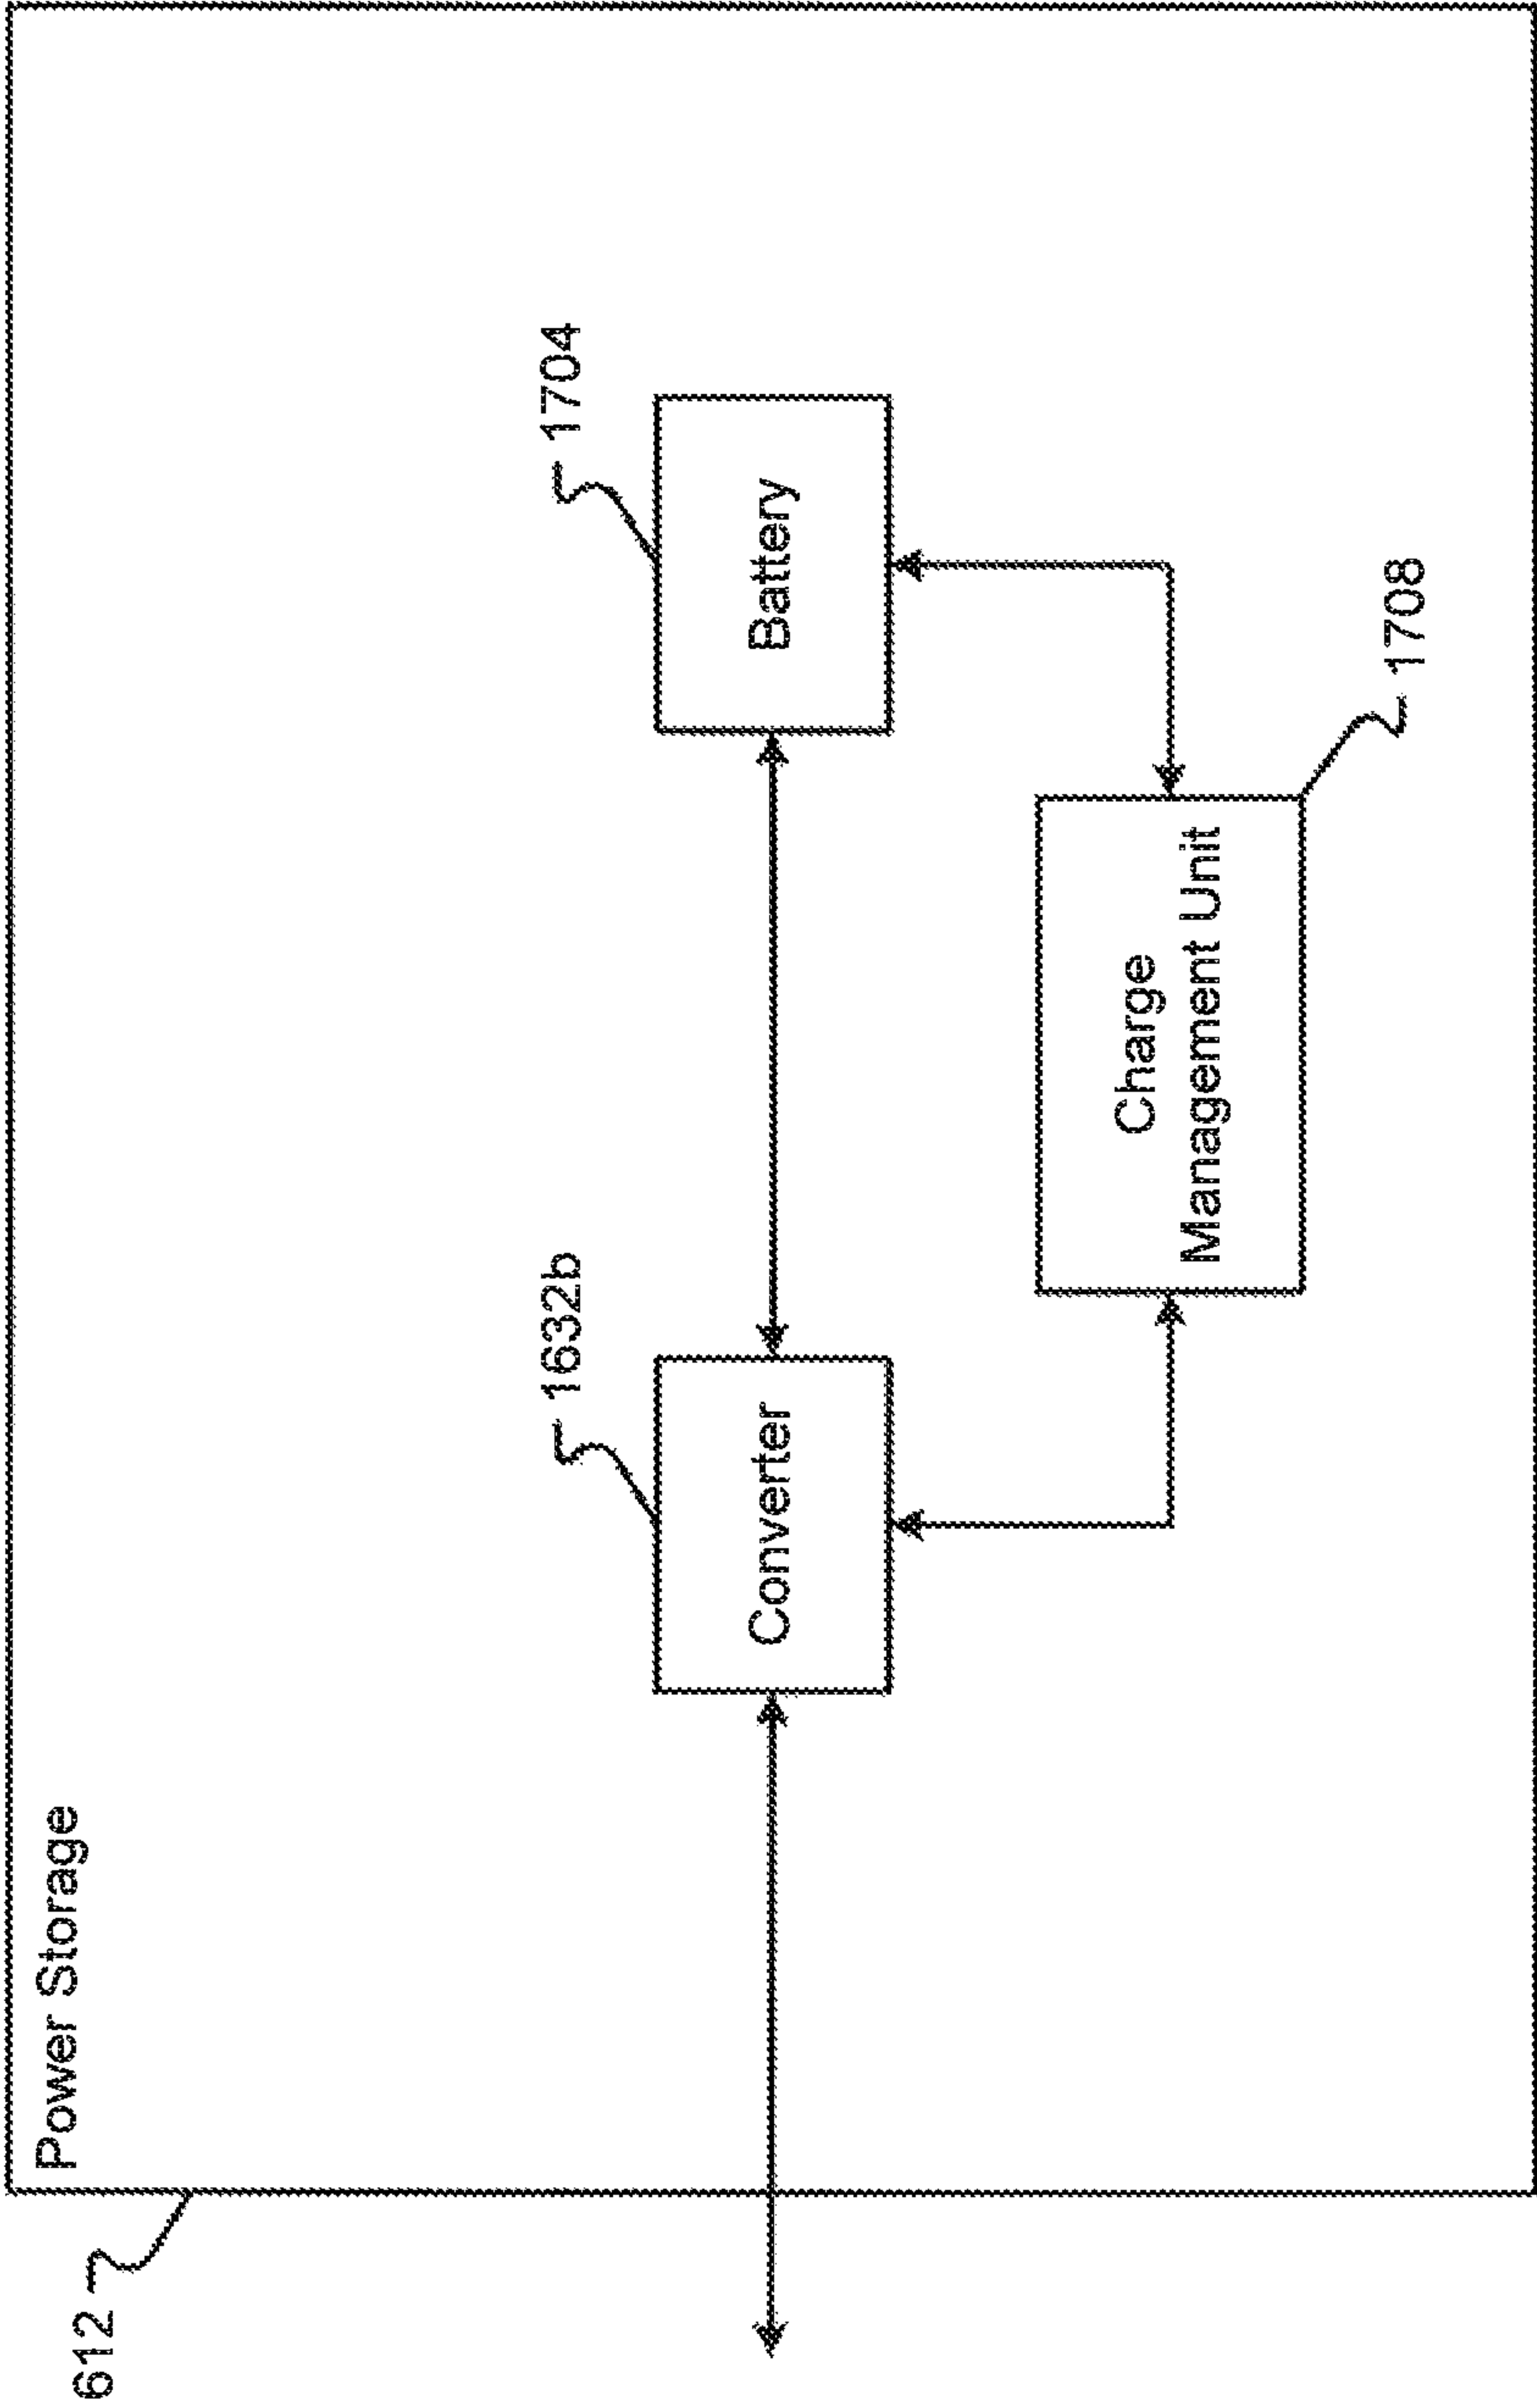 612
Power Storage
1632b
1704
Converter
Battery
Charge
Management Unit
1708